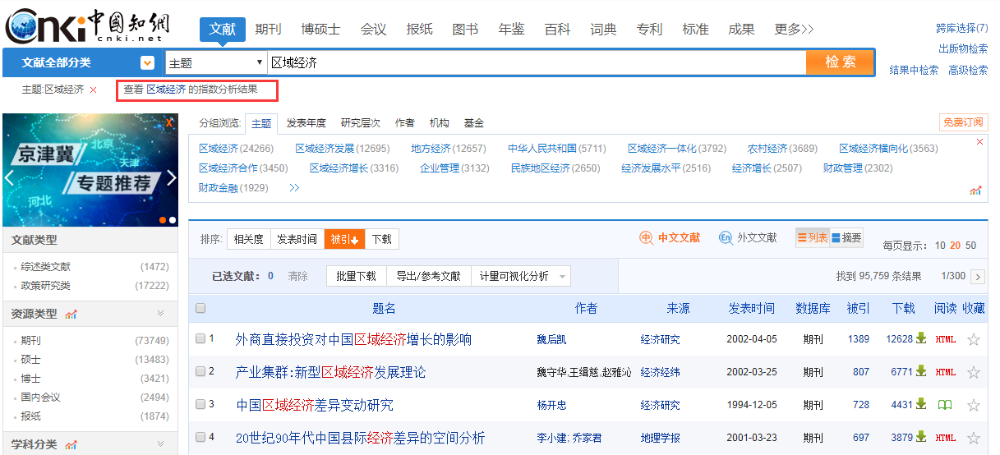 Cnki中國知網
cnki.net
文献 期刊 博硕士 会议 报纸 图书 年鉴 百科 词典 专利 标准 成果 更多>>
跨库选择(7)
出版物检索
文献全部分类 主题 区域经济 检索
结果中检索 高级检索
主题:区域经济 × 查看 区域经济 的指数分析结果
X
京津冀
专题推荐
北京
天津
河北
分组浏览: 主题 发表年度 研究层次 作者 机构 基金 免费订阅
区域经济(24266) 区域经济发展(12695) 地方经济(12657) 中华人民共和国(5711) 区域经济一体化(3792) 农村经济(3689) 区域经济横向化(3563)
区域经济合作(3450) 区域经济增长(3316) 企业管理(3132) 民族地区经济(2650) 经济发展水平(2516) 经济增长(2507) 财政管理(2302)
财政金融(1929) >>
文献类型
综述类文献 (1472)
政策研究类 (17222)
资源类型
期刊 (73749)
硕士 (13483)
博士 (3421)
国内会议 (2494)
报纸 (1874)
学科分类
排序: 相关度 发表时间 被引 下载 中 中文文献 En 外文文献 列表 摘要 每页显示: 10 20 50
已选文献: 0 清除 批量下载 导出/参考文献 计量可视化分析 找到 95,759 条结果 1/300 >
题名 作者 来源 发表时间 数据库 被引 下载 阅读 收藏
1 外商直接投资对中国区域经济增长的影响 魏后凯 经济研究 2002-04-05 期刊 1389 12628 HTML
2 产业集群:新型区域经济发展理论 魏守华,王缉慈,赵雅沁 经济经纬 2002-03-25 期刊 807 6771 HTML
3 中国区域经济差异变动研究 杨开忠 经济研究 1994-12-05 期刊 728 4431
4 20世纪90年代中国县际经济差异的空间分析 李小建; 乔家君 地理学报 2001-03-23 期刊 697 3879 HTML